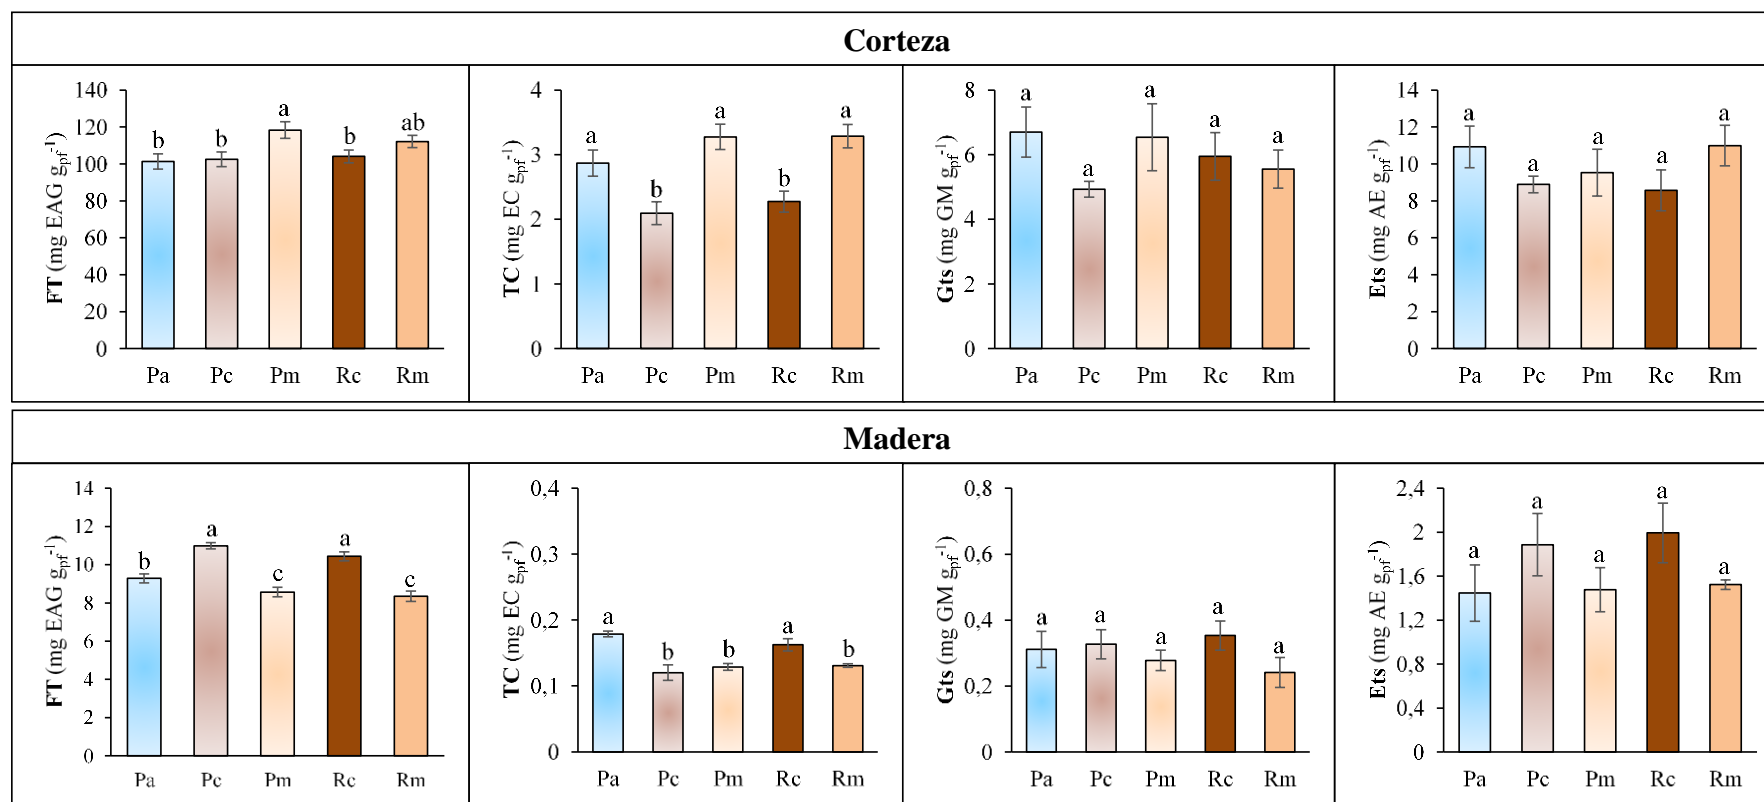 Corteza
FT (mg EAG gpf-1)
140
120
100
80
60
40
20
0
b
b
a
b
ab
Pa Pc Pm Rc Rm
TC (mg EC gpf-1)
4
3
2
1
0
a
b
a
b
a
Pa Pc Pm Rc Rm
Gts (mg GM gpf-1)
8
6
4
2
0
a
a
a
a
a
Pa Pc Pm Rc Rm
Ets (mg AE gpf-1)
14
12
10
8
6
4
2
0
a
a
a
a
a
Pa Pc Pm Rc Rm
Madera
FT (mg EAG gpf-1)
14
12
10
8
6
4
2
0
b
a
c
a
c
Pa Pc Pm Rc Rm
TC (mg EC gpf-1)
0,4
0,3
0,2
0,1
0
a
b
b
a
b
Pa Pc Pm Rc Rm
Gts (mg GM gpf-1)
0,8
0,6
0,4
0,2
0
a
a
a
a
a
Pa Pc Pm Rc Rm
Ets (mg AE gpf-1)
2,4
2
1,6
1,2
0,8
0,4
0
a
a
a
a
a
Pa Pc Pm Rc Rm